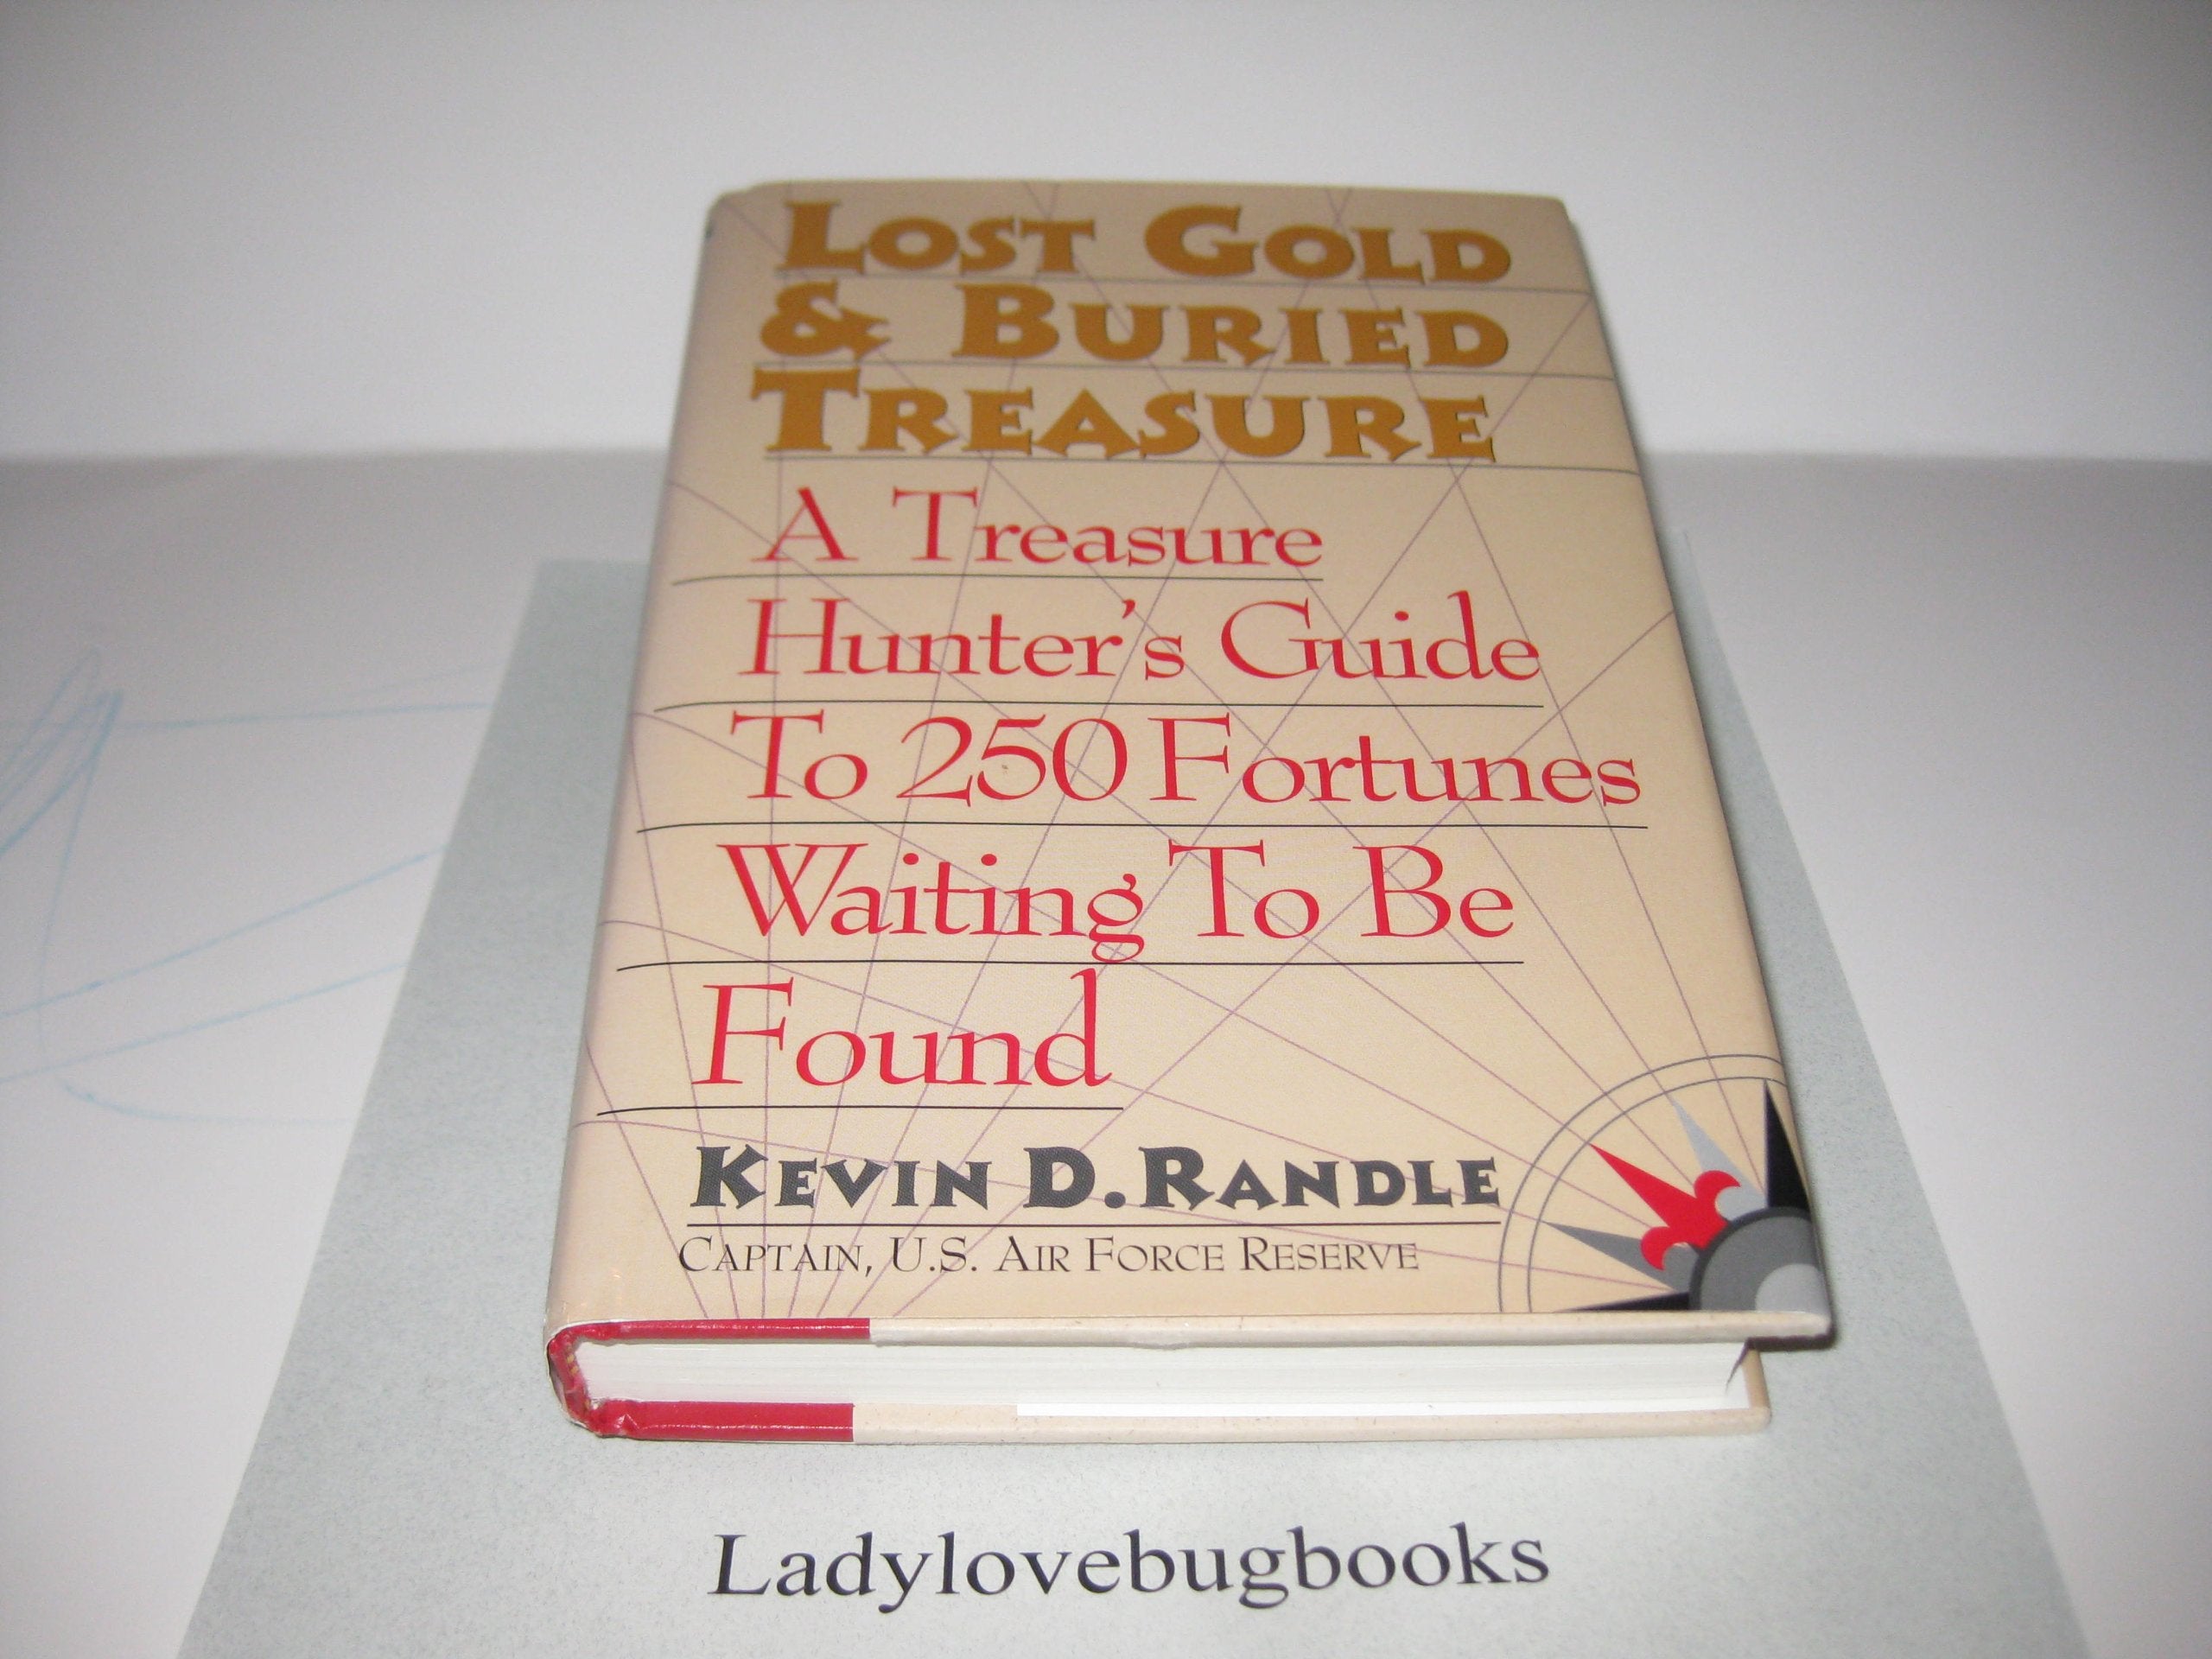 LOST GOLD
& BURIED
TREASURE
A Treasure
Hunter's Guide
To 250 Fortunes
Waiting To Be
Found
KEVIN D. RANDLE
CAPTAIN, U.S. AIR FORCE RESERVE
Ladylovebugbooks